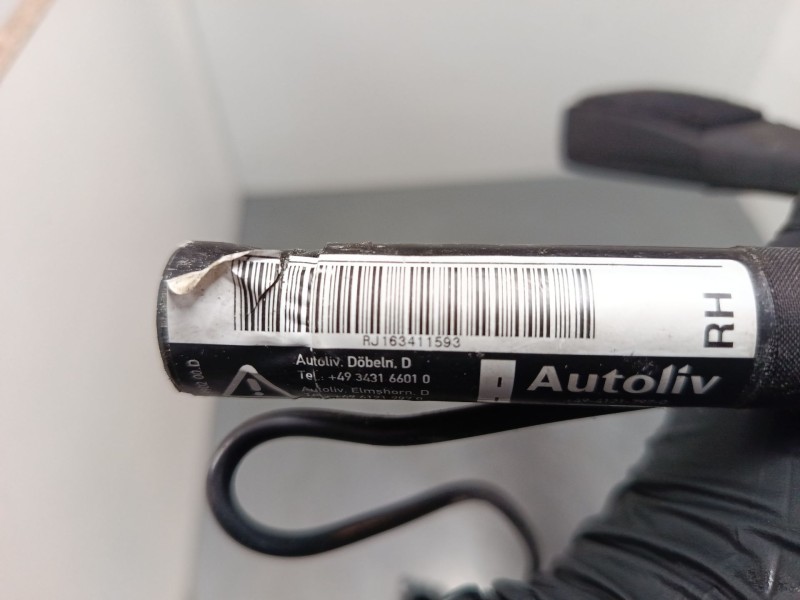 RJ163411593
RH
Autoliv. Döbeln. D
Tel.: +49 3431 6601 0
Autoliv. Elmshorn. D
Autoliv